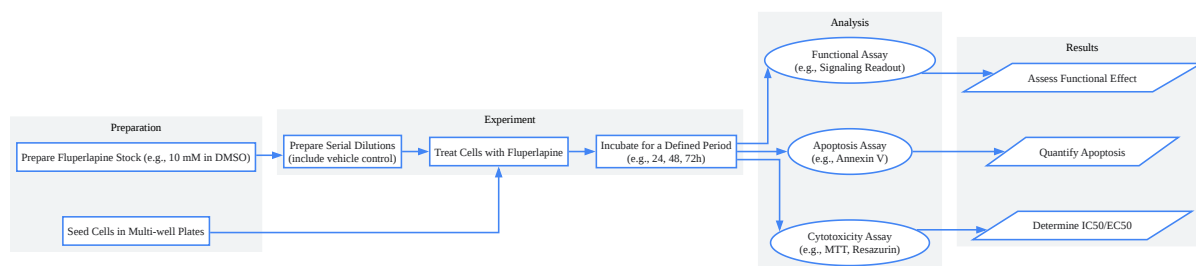 Preparation
Prepare Fluperlapine Stock (e.g., 10 mM in DMSO)
Seed Cells in Multi-well Plates
Experiment
Prepare Serial Dilutions
(include vehicle control)
Treat Cells with Fluperlapine
Incubate for a Defined Period
(e.g., 24, 48, 72h)
Analysis
Functional Assay
(e.g., Signaling Readout)
Apoptosis Assay
(e.g., Annexin V)
Cytotoxicity Assay
(e.g., MTT, Resazurin)
Results
Assess Functional Effect
Quantify Apoptosis
Determine IC50/EC50